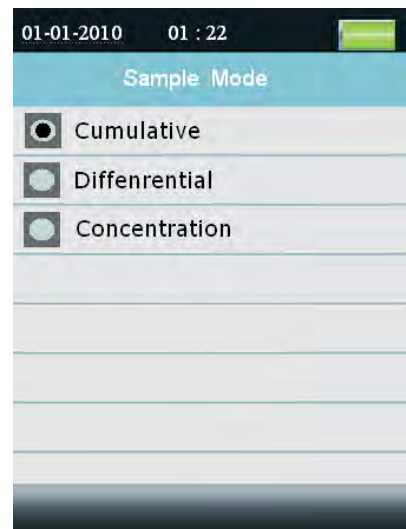 01-01-2010 01 : 22
Sample Mode
Cumulative
Diffenrential
Concentration